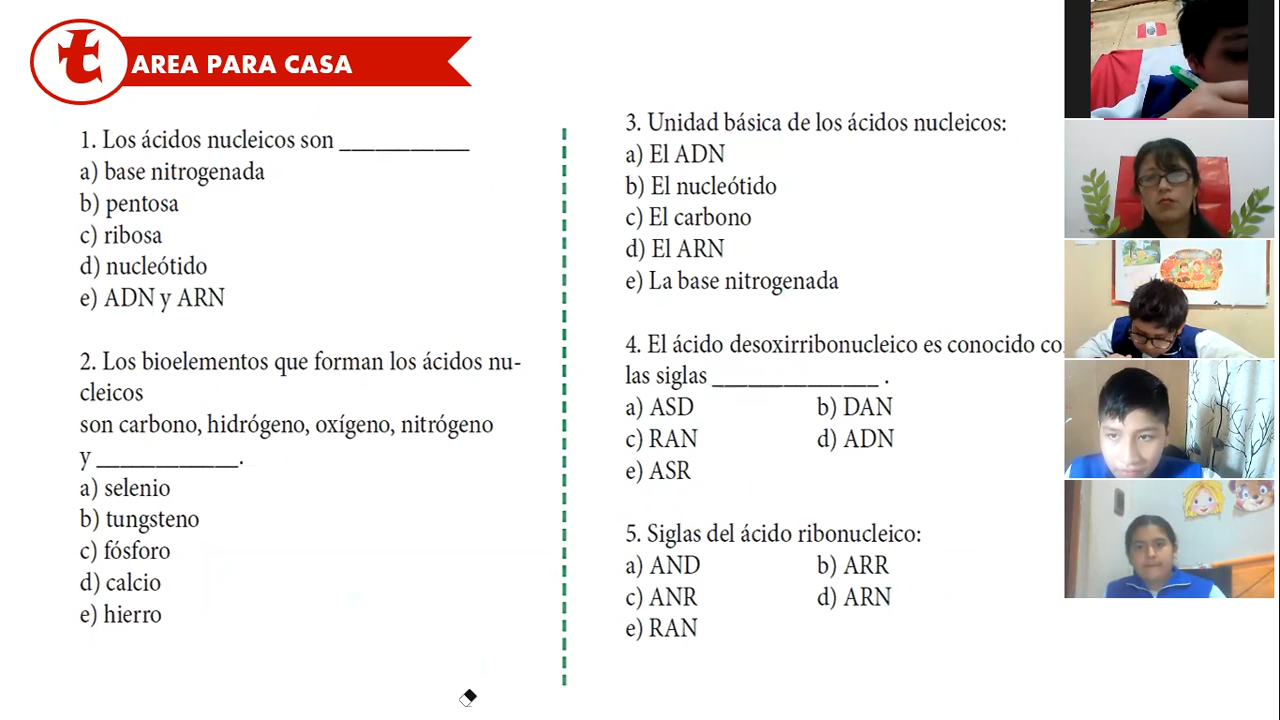 tAREA PARA CASA
1. Los ácidos nucleicos son ___________
a) base nitrogenada
b) pentosa
c) ribosa
d) nucleótido
e) ADN y ARN
2. Los bioelementos que forman los ácidos nu-
cleicos
son carbono, hidrógeno, oxígeno, nitrógeno
y ____________.
a) selenio
b) tungsteno
c) fósforo
d) calcio
e) hierro
3. Unidad básica de los ácidos nucleicos:
a) El ADN
b) El nucleótido
c) El carbono
d) El ARN
e) La base nitrogenada
4. El ácido desoxirribonucleico es conocido co
las siglas ______________ .
a) ASD b) DAN
c) RAN d) ADN
e) ASR
5. Siglas del ácido ribonucleico:
a) AND b) ARR
c) ANR d) ARN
e) RAN